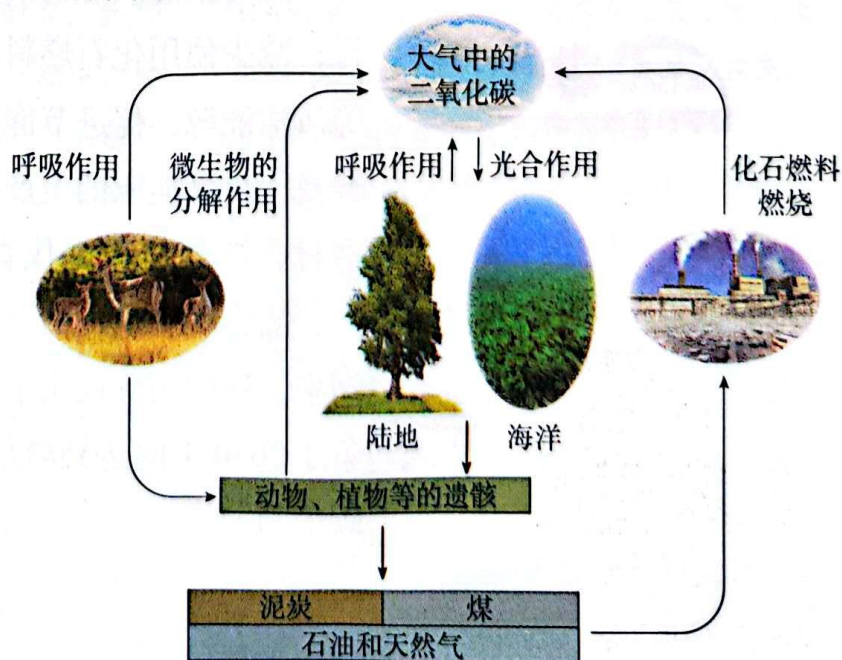 大气中的
二氧化碳
呼吸作用
微生物的
分解作用
呼吸作用
光合作用
化石燃料
燃烧
陆地
海洋
动物、植物等的遗骸
泥炭
煤
石油和天然气